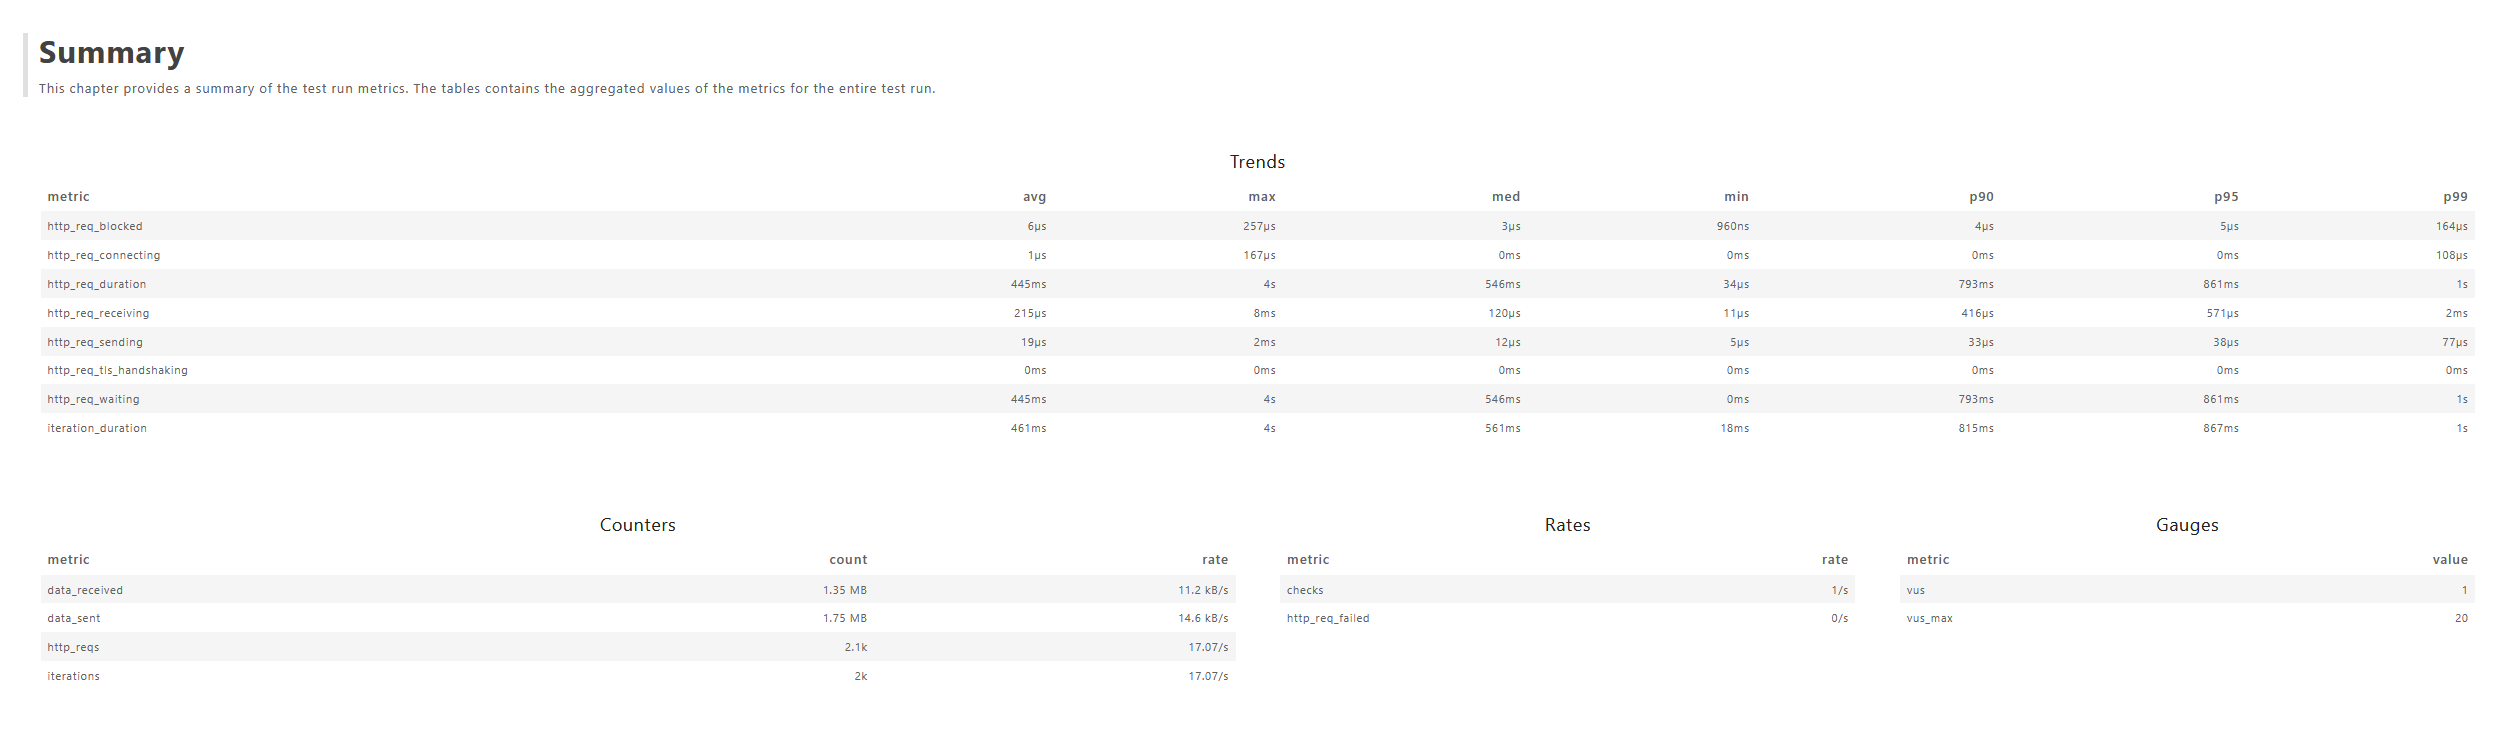 Summary
This chapter provides a summary of the test run metrics. The tables contains the aggregated values of the metrics for the entire test run.
Trends
metric avg max med min p90 p95 p99
http_req_blocked 6µs 257µs 3µs 960ns 4µs 5µs 164µs
http_req_connecting 1µs 167µs 0ms 0ms 0ms 0ms 108µs
http_req_duration 445ms 4s 546ms 34µs 793ms 861ms 1s
http_req_receiving 215µs 8ms 120µs 11µs 416µs 571µs 2ms
http_req_sending 19µs 2ms 12µs 5µs 33µs 38µs 77µs
http_req_tls_handshaking 0ms 0ms 0ms 0ms 0ms 0ms 0ms
http_req_waiting 445ms 4s 546ms 0ms 793ms 861ms 1s
iteration_duration 461ms 4s 561ms 18ms 815ms 867ms 1s
Counters
metric count rate
data_received 1.35 MB 11.2 kB/s
data_sent 1.75 MB 14.6 kB/s
http_reqs 2.1k 17.07/s
iterations 2k 17.07/s
Rates
metric rate
checks 1/s
http_req_failed 0/s
Gauges
metric value
vus 1
vus_max 20